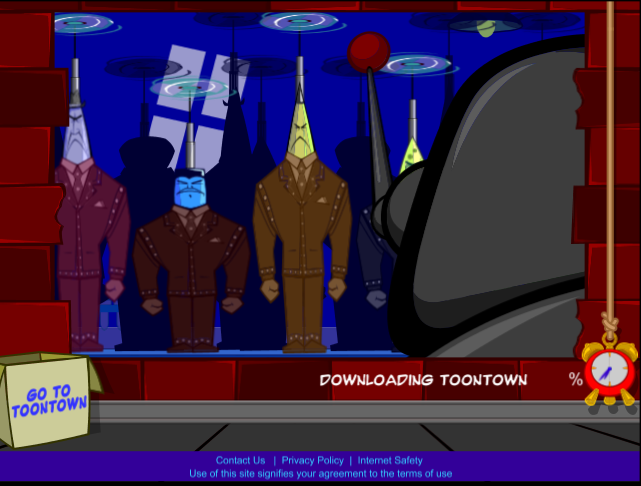 DOWNLOADING TOONTOWN %
GO TO
TOONTOWN
Contact Us | Privacy Policy | Internet Safety
Use of this site signifies your agreement to the terms of use